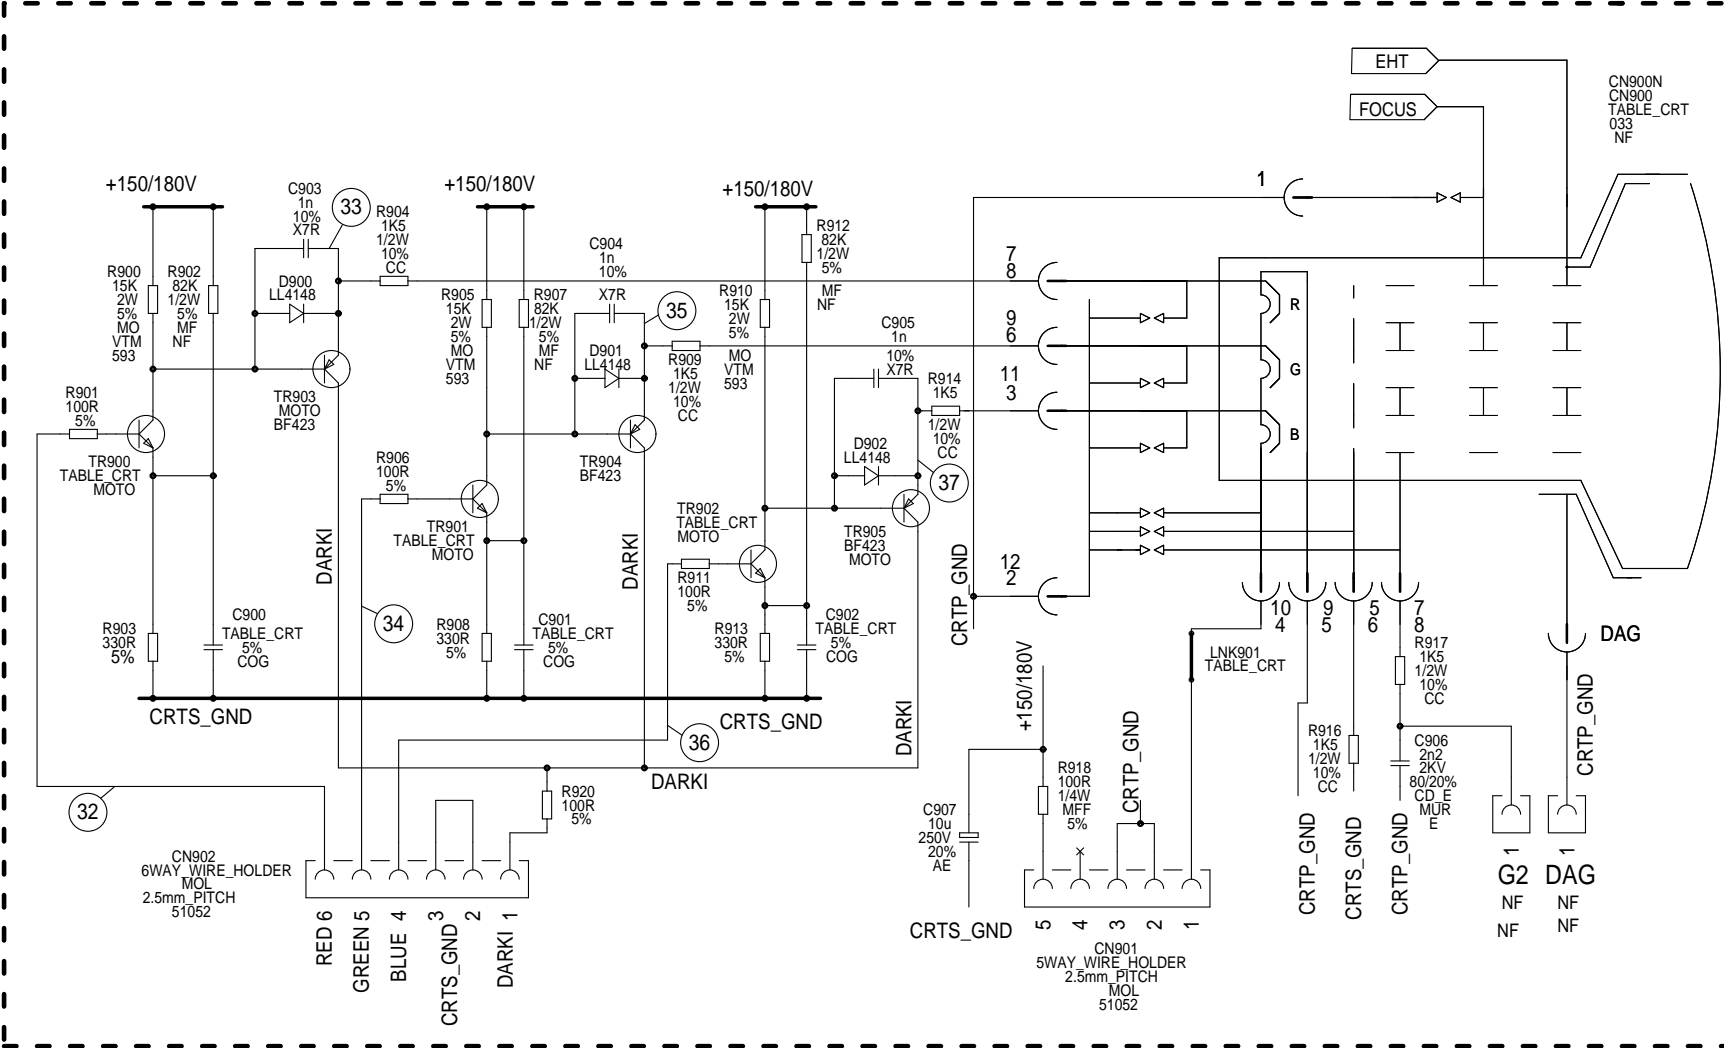 EHT
FOCUS
CN900N
CN900
TABLE_CRT
033
NF
+150/180V
C903
1n
10%
X7R
33
R904
1K5
1/2W
10%
CC
R900
15K
2W
5%
MO
VTM
593
R902
82K
1/2W
5%
MF
NF
D900
LL4148
TR903
MOTO
BF423
R901
100R
5%
TR900
TABLE_CRT
MOTO
DARKI
R903
330R
5%
C900
TABLE_CRT
5%
COG
CRTS_GND
+150/180V
C904
1n
10%
X7R
35
R905
15K
2W
5%
MO
VTM
593
R907
82K
1/2W
5%
MF
NF
D901
LL4148
R909
1K5
1/2W
10%
CC
TR904
BF423
R906
100R
5%
TR901
TABLE_CRT
MOTO
DARKI
34
R908
330R
5%
C901
TABLE_CRT
5%
COG
+150/180V
R912
82K
1/2W
5%
MF
NF
R910
15K
2W
5%
MO
VTM
593
C905
1n
10%
X7R
R914
1K5
1/2W
10%
CC
D902
LL4148
37
TR902
TABLE_CRT
MOTO
TR905
BF423
MOTO
R911
100R
5%
R913
330R
5%
C902
TABLE_CRT
5%
COG
CRTS_GND
DARKI
36
DARKI
32
R920
100R
5%
CN902
6WAY_WIRE_HOLDER
MOL
2.5mm_PITCH
51052
RED 6
GREEN 5
BLUE 4
3
CRTS_GND
2
DARKI 1
1
7
8
9
6
11
3
12
2
CRTP_GND
R
G
B
10
4
9
5
5
6
7
8
LNK901
TABLE_CRT
R917
1K5
1/2W
10%
CC
DAG
CRTP_GND
+150/180V
CRTP_GND
R918
100R
1/4W
MFF
5%
C907
10u
250V
20%
AE
CRTS_GND
5
4
3
2
1
CN901
5WAY_WIRE_HOLDER
2.5mm_PITCH
MOL
51052
R916
1K5
1/2W
10%
CC
C906
2n2
2KV
80/20%
CD_E
MUR
E
CRTP_GND
CRTS_GND
CRTP_GND
1
G2
NF
NF
1
DAG
NF
NF